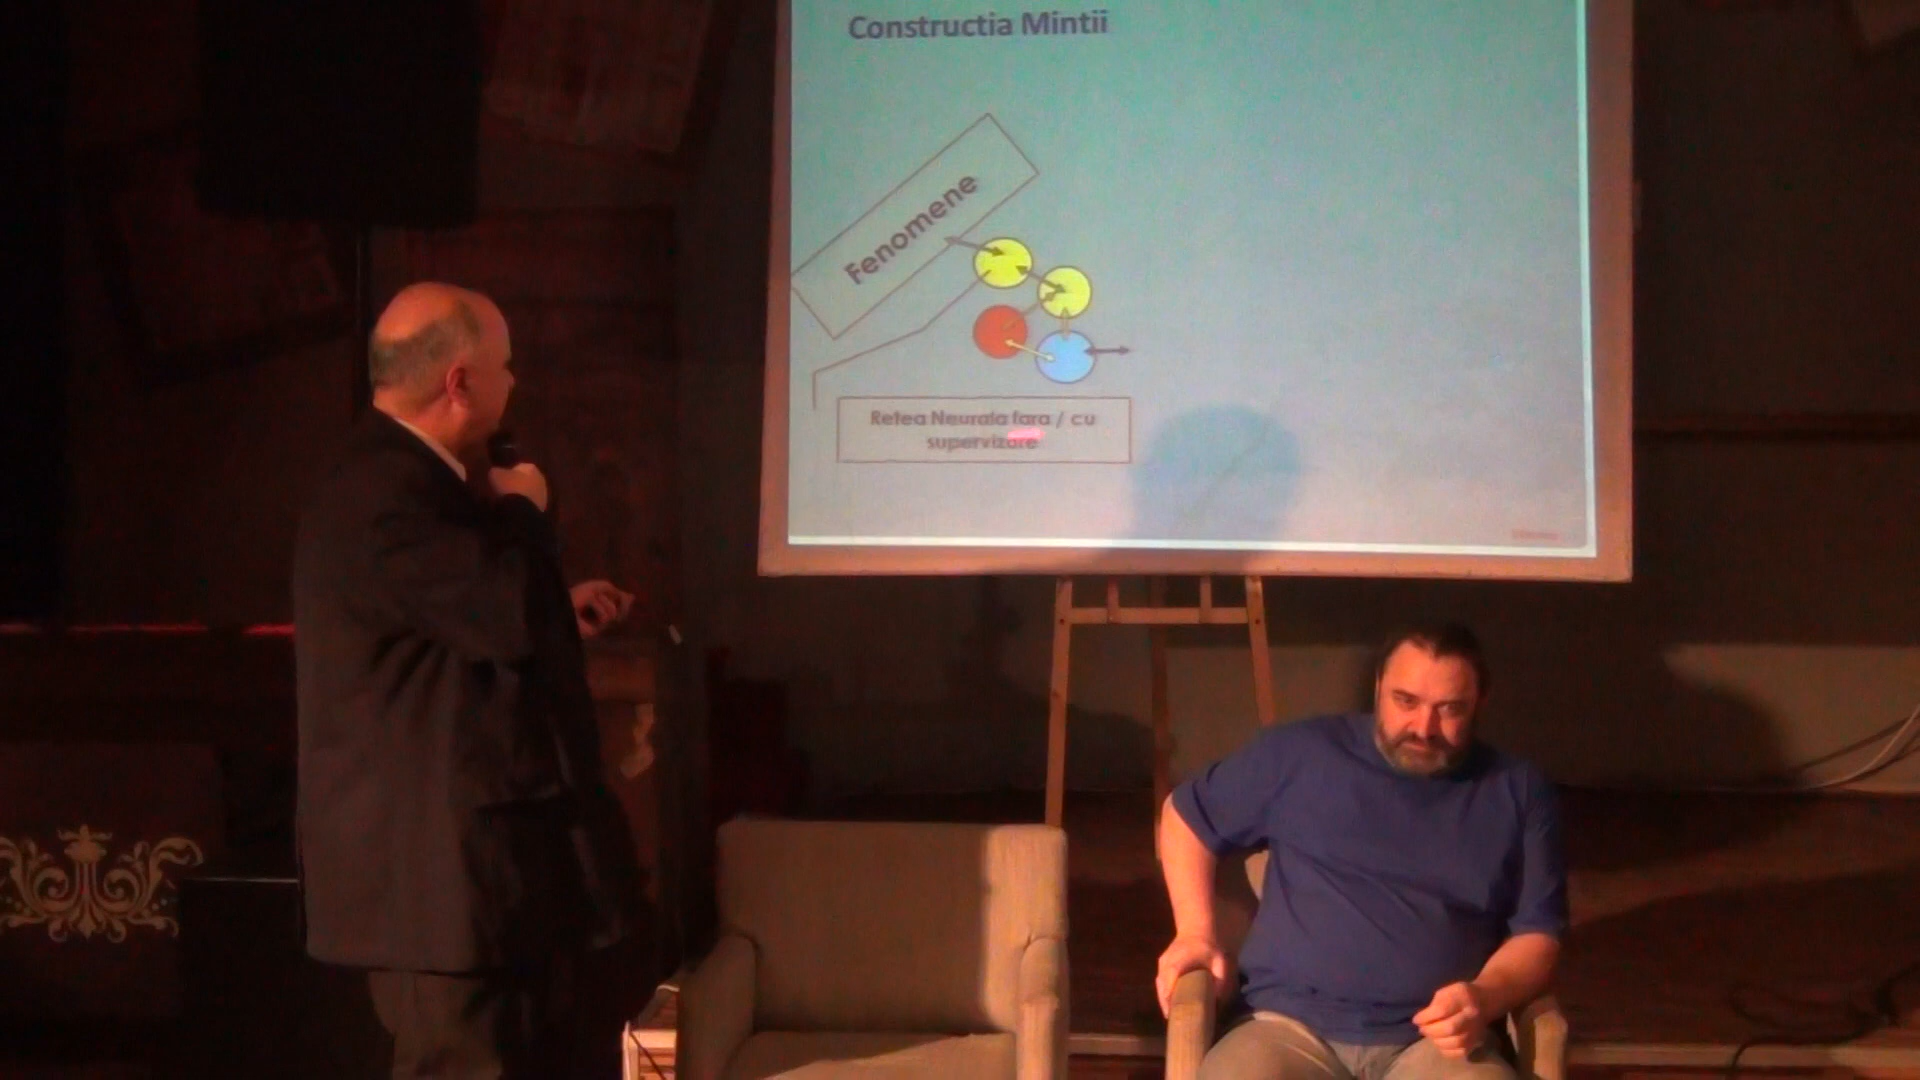 Constructia Mintii
Fenomene
Retea Neurala fara / cu
supervizare